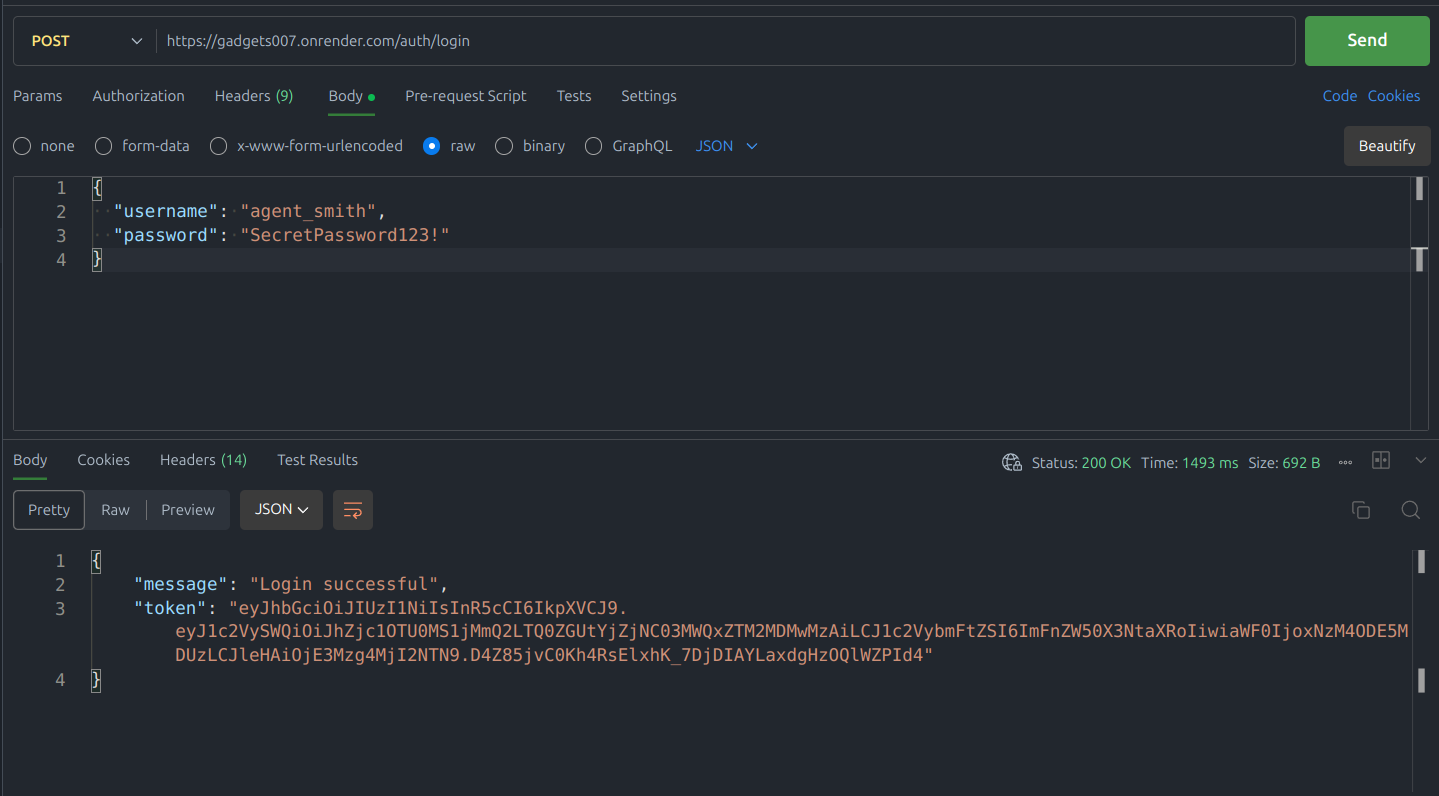 POST https://gadgets007.onrender.com/auth/login Send
Params Authorization Headers (9) Body Pre-request Script Tests Settings Code Cookies
none form-data x-www-form-urlencoded raw binary GraphQL JSON Beautify
1 {
2 "username": "agent_smith",
3 "password": "SecretPassword123!"
4 }
Body Cookies Headers (14) Test Results Status: 200 OK Time: 1493 ms Size: 692 B
Pretty Raw Preview JSON
1 {
2 "message": "Login successful",
3 "token": "eyJhbGciOiJIUzI1NiIsInR5cCI6IkpXVCJ9.
eyJ1c2VySWQiOiJhZjc1OTU0MS1jMmQ2LTQ0ZGUtYjZjNC03MWQxZTM2MDMwMzAiLCJ1c2VybmFtZSI6ImFnZW50X3NtaXRoIiwiaWF0IjoxNzM4ODE5M
DUzLCJleHAiOjE3Mzg4MjI2NTN9.D4Z85jvC0Kh4RsElxhK_7DjDIAYLaxdgHzOQlWZPId4"
4 }